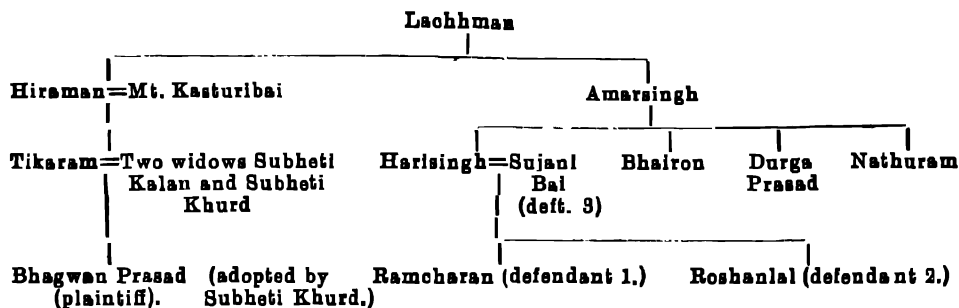 Lachhman
Hiraman=Mt. Kasturibai Amarsingh
Tikaram=Two widows Subheti Harisingh=Sujani Bhairon Durga Nathuram
Kalan and Subheti Bai Prasad
Khurd (deft. 3)
Bhagwan Prasad (adopted by Ramcharan (defendant 1.) Roshanlal (defendant 2.)
(plaintiff). Subheti Khurd.)